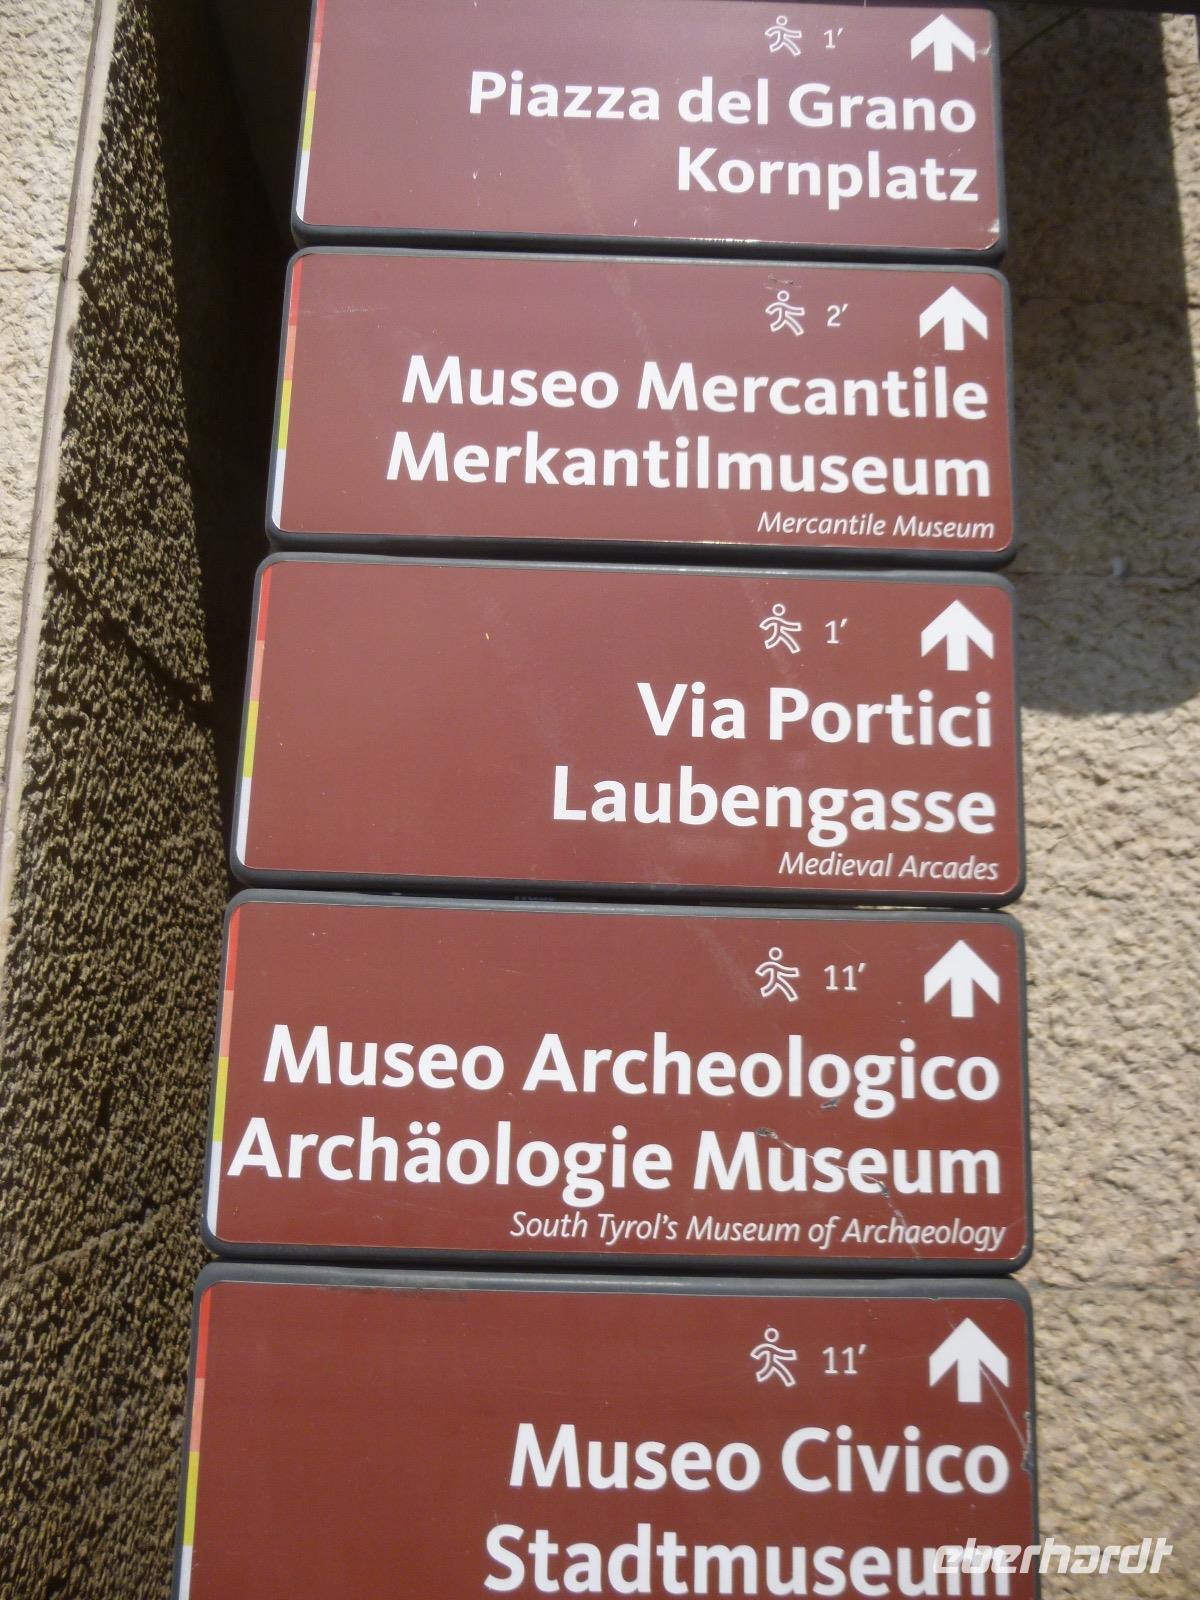 1′
Piazza del Grano
Kornplatz
2′
Museo Mercantile
Merkantilmuseum
Mercantile Museum
1′
Via Portici
Laubengasse
Medieval Arcades
11′
Museo Archeologico
Archäologie Museum
South Tyrol's Museum of Archaeology
11′
Museo Civico
Stadtmuseum
eberhardt